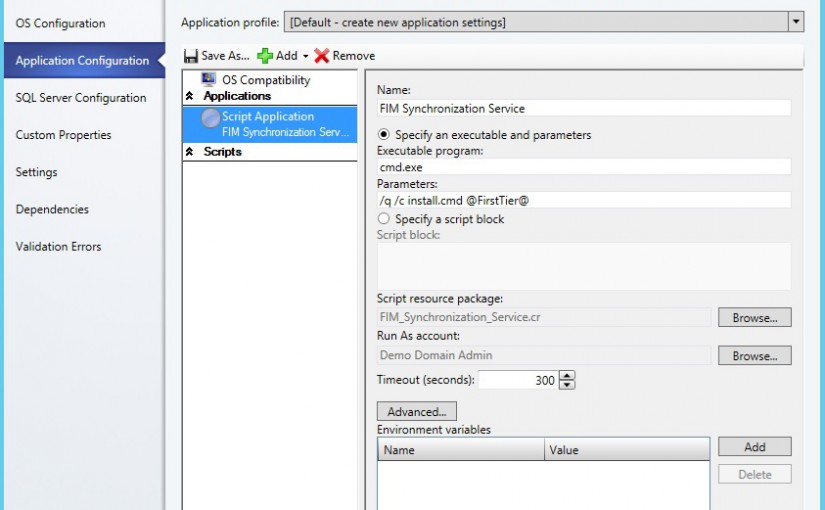 OS Configuration
Application Configuration
SQL Server Configuration
Custom Properties
Settings
Dependencies
Validation Errors
Application profile: [Default - create new application settings]
Save As... Add Remove
OS Compatibility
Applications
Script Application
FIM Synchronization Serv...
Scripts
Name:
FIM Synchronization Service
Specify an executable and parameters
Executable program:
cmd.exe
Parameters:
/q /c install.cmd @FirstTier@
Specify a script block
Script block:
Script resource package:
FIM_Synchronization_Service.cr Browse...
Run As account:
Demo Domain Admin Browse...
Timeout (seconds): 300
Advanced...
Environment variables
Name Value Add
Delete